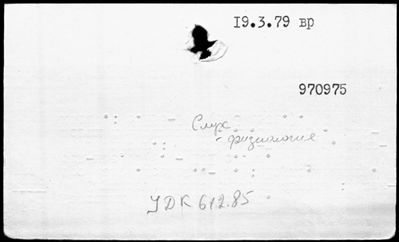 19.3.79 вр
970975
Слух
- физиология
УДК 612.85